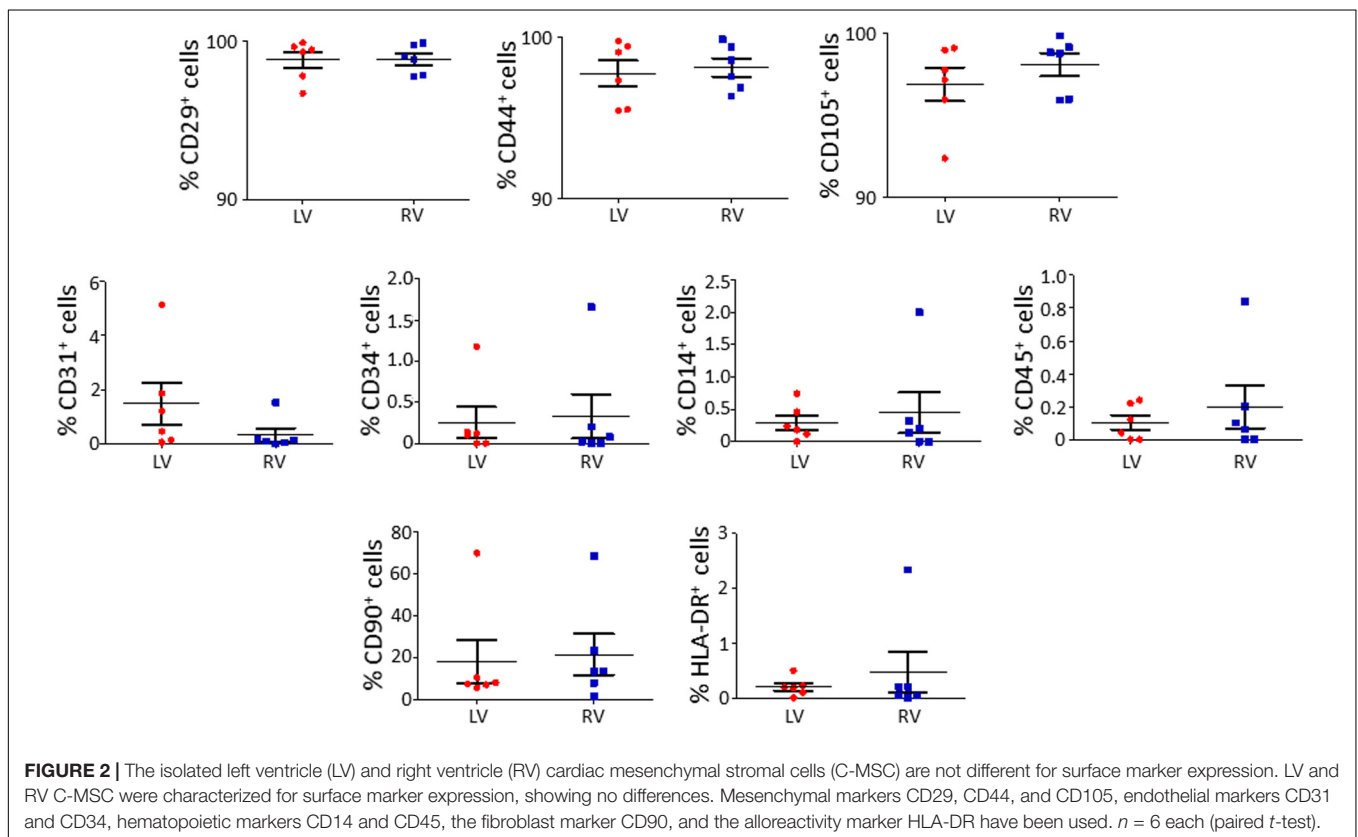 % CD29⁺ cells
100
90
LV
RV
% CD44⁺ cells
100
90
LV
RV
% CD105⁺ cells
100
90
LV
RV
% CD31⁺ cells
6
4
2
0
LV
RV
% CD34⁺ cells
2.0
1.5
1.0
0.5
0
LV
RV
% CD14⁺ cells
2.5
2.0
1.5
1.0
0.5
0
LV
RV
% CD45⁺ cells
1.0
0.8
0.6
0.4
0.2
0
LV
RV
% CD90⁺ cells
80
60
40
20
0
LV
RV
% HLA-DR⁺ cells
3
2
1
0
LV
RV
FIGURE 2 | The isolated left ventricle (LV) and right ventricle (RV) cardiac mesenchymal stromal cells (C-MSC) are not different for surface marker expression. LV and
RV C-MSC were characterized for surface marker expression, showing no differences. Mesenchymal markers CD29, CD44, and CD105, endothelial markers CD31
and CD34, hematopoietic markers CD14 and CD45, the fibroblast marker CD90, and the alloreactivity marker HLA-DR have been used. n = 6 each (paired t-test).